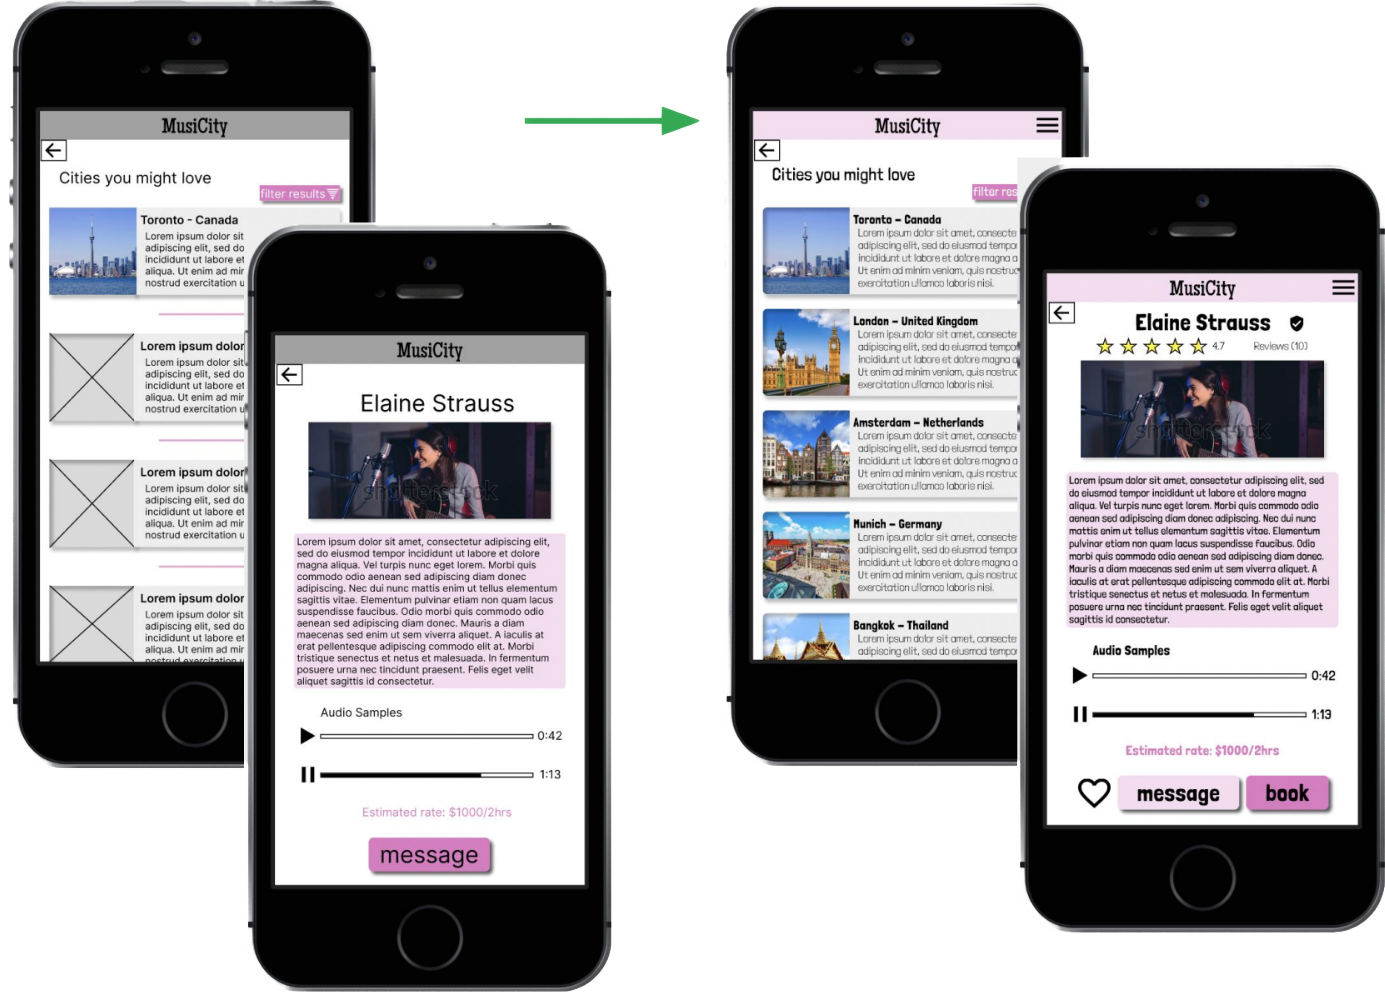 MusiCity
Cities you might love
filter results
Toronto - Canada
Lorem ipsum dolor sit
adipiscing elit, sed do
incididunt ut labore et
aliqua. Ut enim ad min
nostrud exercitation u
Lorem ipsum dolor
Lorem ipsum dolor sit
adipiscing elit, sed do
incididunt ut labore et
aliqua. Ut enim ad min
nostrud exercitation u
Lorem ipsum dolor
Lorem ipsum dolor sit
adipiscing elit, sed do
incididunt ut labore et
aliqua. Ut enim ad min
nostrud exercitation u
Lorem ipsum dolor
Lorem ipsum dolor sit
adipiscing elit, sed do
incididunt ut labore et
aliqua. Ut enim ad min
nostrud exercitation
MusiCity
Elaine Strauss
shutterstock
Lorem ipsum dolor sit amet, consectetur adipiscing elit,
sed do eiusmod tempor incididunt ut labore et dolore
magna aliqua. Vel turpis nunc eget lorem. Morbi quis
commodo odio aenean sed adipiscing diam donec
adipiscing. Nec dui nunc mattis enim ut tellus elementum
sagittis vitae. Elementum pulvinar etiam non quam lacus
suspendisse faucibus. Odio morbi quis commodo odio
aenean sed adipiscing diam donec. Mauris a diam
maecenas sed enim ut sem viverra aliquet. A iaculis at
erat pellentesque adipiscing commodo elit at. Morbi
tristique senectus et netus et malesuada. In fermentum
posuere urna nec tincidunt praesent. Felis eget velit
aliquet sagittis id consectetur.
Audio Samples
0:42
1:13
Estimated rate: $1000/2hrs
message
MusiCity
Cities you might love
filter res
Toronto – Canada
Lorem ipsum dolor sit amet, consecte
adipiscing elit, sed do eiusmod tempor
incididunt ut labore et dolore magna a
Ut enim ad minim veniam, quis nostruc
exercitation ullamco laboris nisi.
London – United Kingdom
Lorem ipsum dolor sit amet, consecte
adipiscing elit, sed do eiusmod tempor
incididunt ut labore et dolore magna a
Ut enim ad minim veniam, quis nostruc
exercitation ullamco laboris nisi.
Amsterdam – Netherlands
Lorem ipsum dolor sit amet, consecte
adipiscing elit, sed do eiusmod tempor
incididunt ut labore et dolore magna a
Ut enim ad minim veniam, quis nostruc
exercitation ullamco laboris nisi.
Munich – Germany
Lorem ipsum dolor sit amet, consecte
adipiscing elit, sed do eiusmod tempor
incididunt ut labore et dolore magna a
Ut enim ad minim veniam, quis nostruc
exercitation ullamco laboris nisi.
Bangkok – Thailand
Lorem ipsum dolor sit amet, consecte
adipiscing elit, sed do eiusmod tempor
MusiCity
Elaine Strauss
4.7 Reviews (10)
shutterstock
Lorem ipsum dolor sit amet, consectetur adipiscing elit, sed
do eiusmod tempor incididunt ut labore et dolore magna
aliqua. Vel turpis nunc eget lorem. Morbi quis commodo odio
aenean sed adipiscing diam donec adipiscing. Nec dui nunc
mattis enim ut tellus elementum sagittis vitae. Elementum
pulvinar etiam non quam lacus suspendisse faucibus. Odio
morbi quis commodo odio aenean sed adipiscing diam donec.
Mauris a diam maecenas sed enim ut sem viverra aliquet. A
iaculis at erat pellentesque adipiscing commodo elit at. Morbi
tristique senectus et netus et malesuada. In fermentum
posuere urna nec tincidunt praesent. Felis eget velit aliquet
sagittis id consectetur.
Audio Samples
0:42
1:13
Estimated rate: $1000/2hrs
message
book